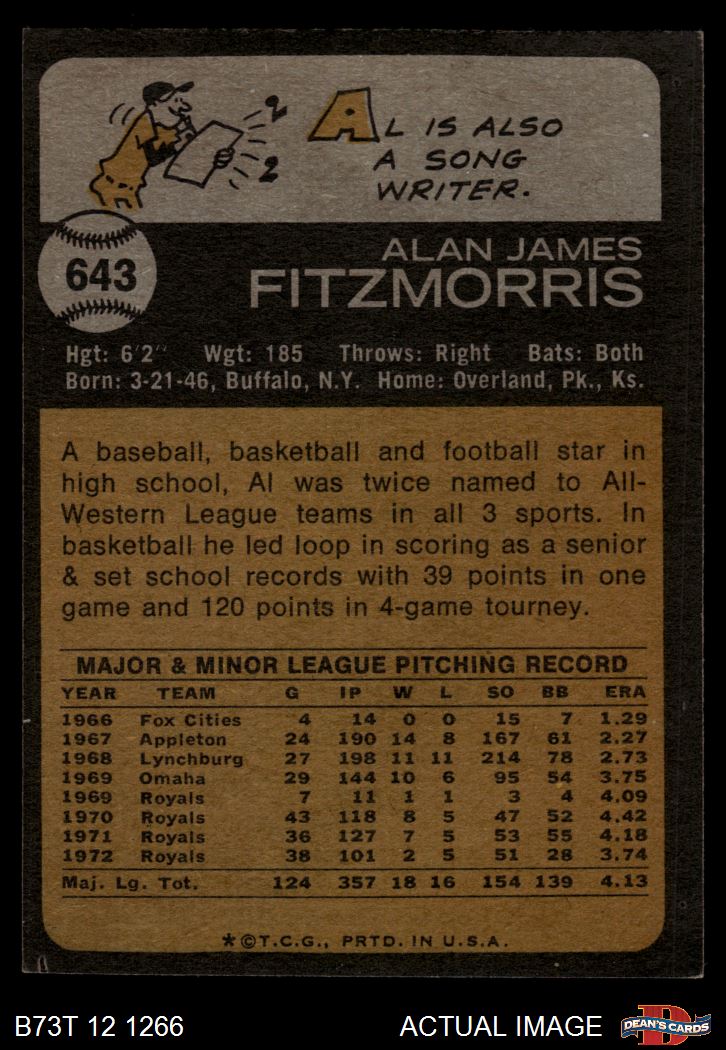 2
2
AL IS ALSO
A SONG
WRITER.
643
ALAN JAMES
FITZMORRIS
Hgt: 6'2" Wgt: 185 Throws: Right Bats: Both
Born: 3-21-46, Buffalo, N.Y. Home: Overland, Pk., Ks.
A baseball, basketball and football star in
high school, Al was twice named to All-
Western League teams in all 3 sports. In
basketball he led loop in scoring as a senior
& set school records with 39 points in one
game and 120 points in 4-game tourney.
MAJOR & MINOR LEAGUE PITCHING RECORD
YEAR TEAM G IP W L SO BB ERA
1966 Fox Cities 4 14 0 0 15 7 1.29
1967 Appleton 24 190 14 8 167 61 2.27
1968 Lynchburg 27 198 11 11 214 78 2.73
1969 Omaha 29 144 10 6 95 54 3.75
1969 Royals 7 11 1 1 3 4 4.09
1970 Royals 43 118 8 5 47 52 4.42
1971 Royals 36 127 7 5 53 55 4.18
1972 Royals 38 101 2 5 51 28 3.74
Maj. Lg. Tot. 124 357 18 16 154 139 4.13
*©T.C.G., PRTD. IN U.S.A.
B73T 12 1266 ACTUAL IMAGE
D
DEAN'S CARDS